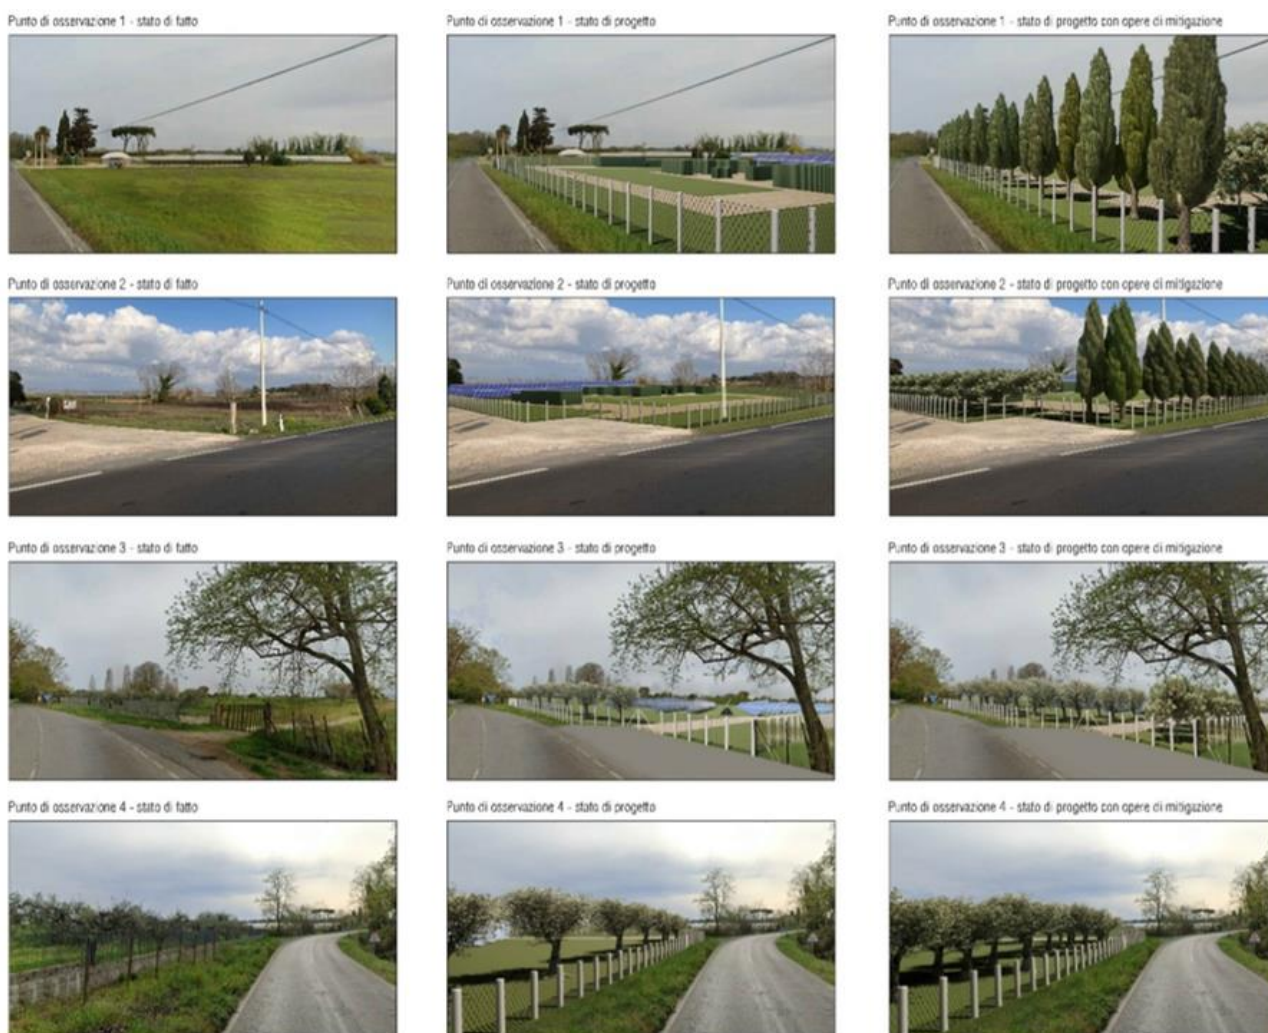 Punto di osservazione 1 - stato di fatto
Punto di osservazione 1 - stato di progetto
Punto di osservazione 1 - stato di progetto con opere di mitigazione
Punto di osservazione 2 - stato di fatto
Punto di osservazione 2 - stato di progetto
Punto di osservazione 2 - stato di progetto con opere di mitigazione
Punto di osservazione 3 - stato di fatto
Punto di osservazione 3 - stato di progetto
Punto di osservazione 3 - stato di progetto con opere di mitigazione
Punto di osservazione 4 - stato di fatto
Punto di osservazione 4 - stato di progetto
Punto di osservazione 4 - stato di progetto con opere di mitigazione